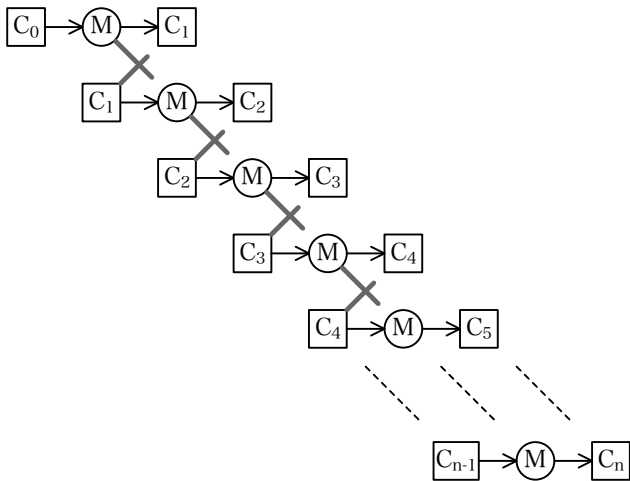 C₀ M C₁
C₁ M C₂
C₂ M C₃
C₃ M C₄
C₄ M C₅
Cₙ₋₁ M Cₙ